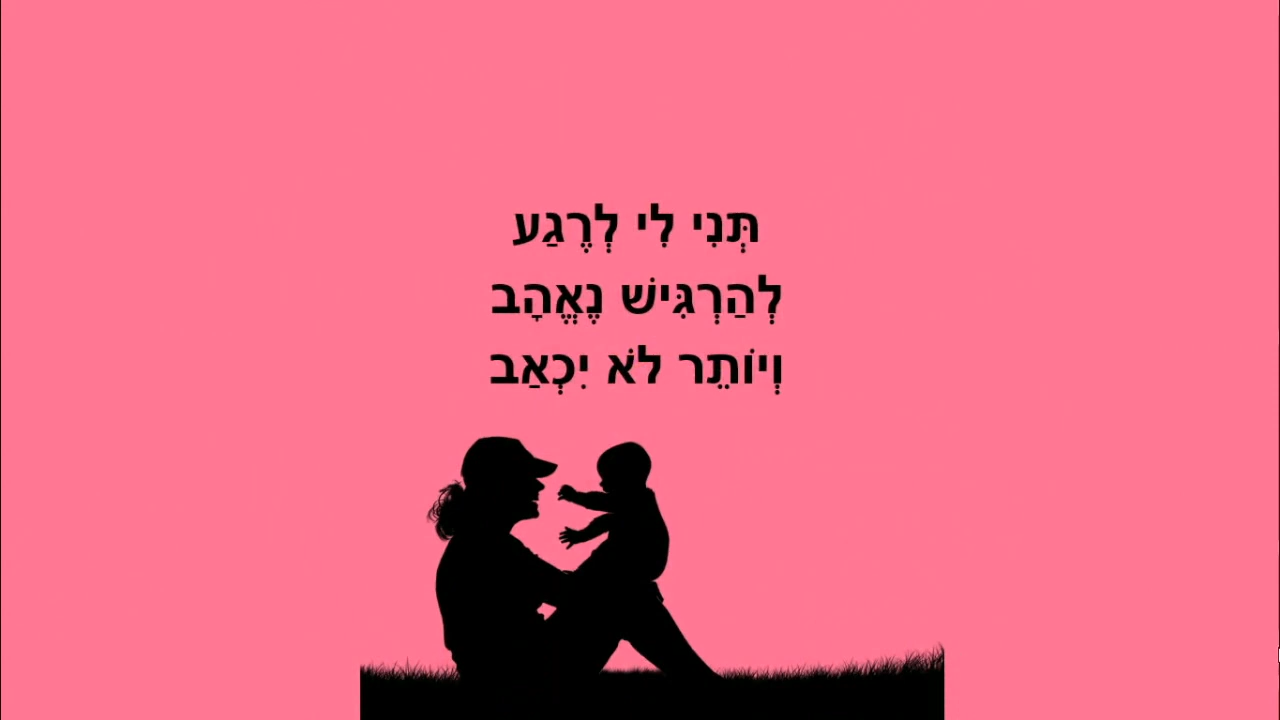 תְּנִי לִי לְרֶגַע
לְהַרְגִּישׁ נֶאֱהָב
וְיוֹתֵר לֹא יִכְאַב